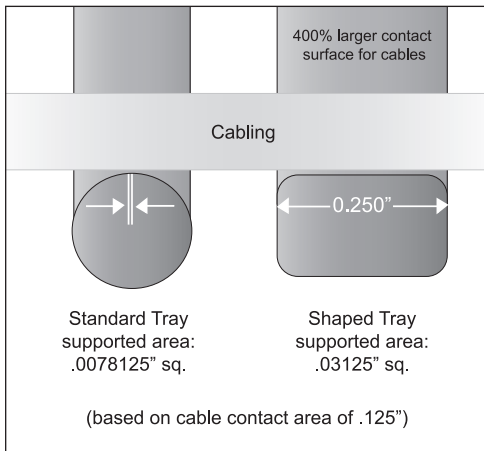 400% larger contact
surface for cables
Cabling
0.250”
Standard Tray
supported area:
.0078125” sq.
Shaped Tray
supported area:
.03125” sq.
(based on cable contact area of .125”)